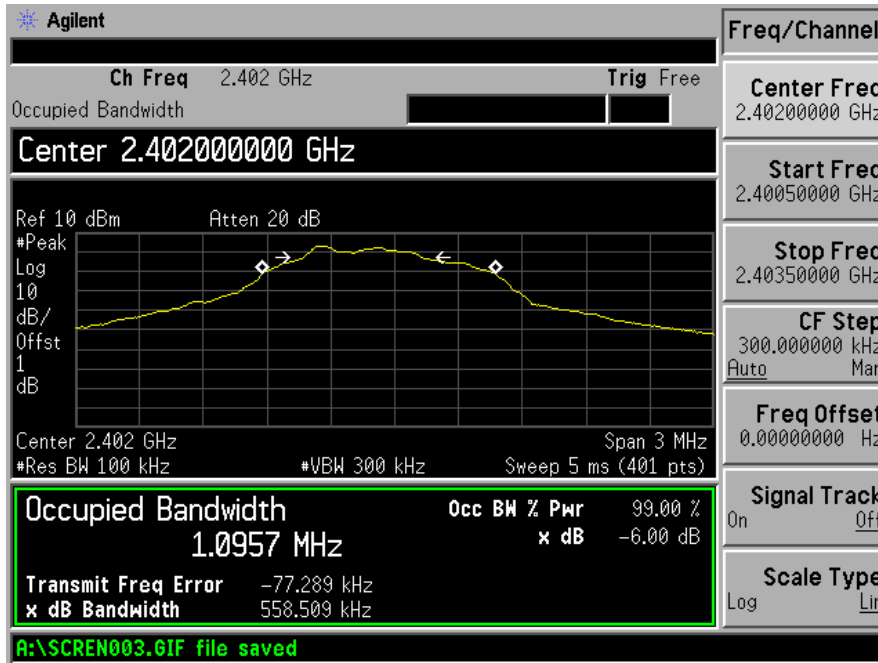 Agilent
Freq/Channel
Ch Freq 2.402 GHz Trig Free
Occupied Bandwidth
Center 2.402000000 GHz
Ref 10 dBm Atten 20 dB
#Peak
Log
10
dB/
Offst
1
dB
Center 2.402 GHz Span 3 MHz
#Res BW 100 kHz #VBW 300 kHz Sweep 5 ms (401 pts)
Occupied Bandwidth
1.0957 MHz
Occ BW % Pwr 99.00 %
x dB -6.00 dB
Transmit Freq Error -77.289 kHz
x dB Bandwidth 558.509 kHz
A:\SCREN003.GIF file saved
Center Freq
2.40200000 GHz
Start Freq
2.40050000 GHz
Stop Freq
2.40350000 GHz
CF Step
300.000000 kHz
Auto Man
Freq Offset
0.00000000 Hz
Signal Track
On Off
Scale Type
Log Lin